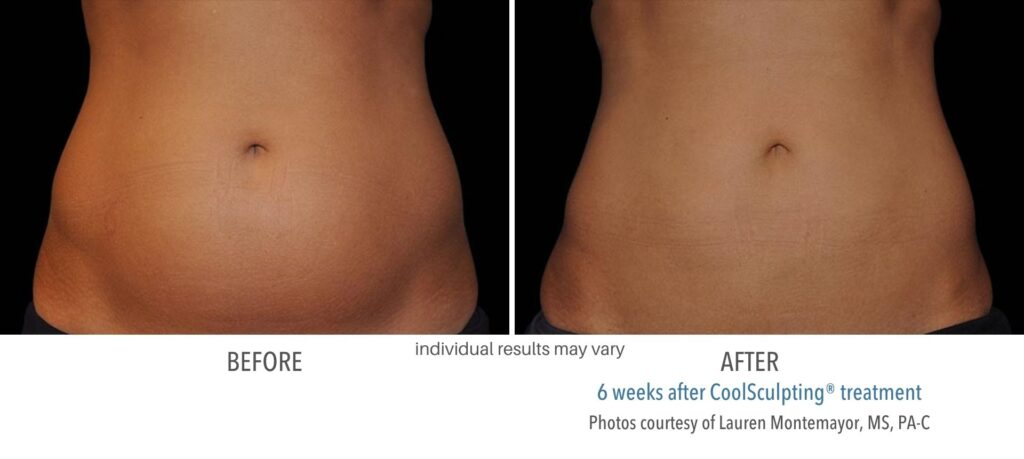 individual results may vary
BEFORE
AFTER
6 weeks after CoolSculpting® treatment
Photos courtesy of Lauren Montemayor, MS, PA-C